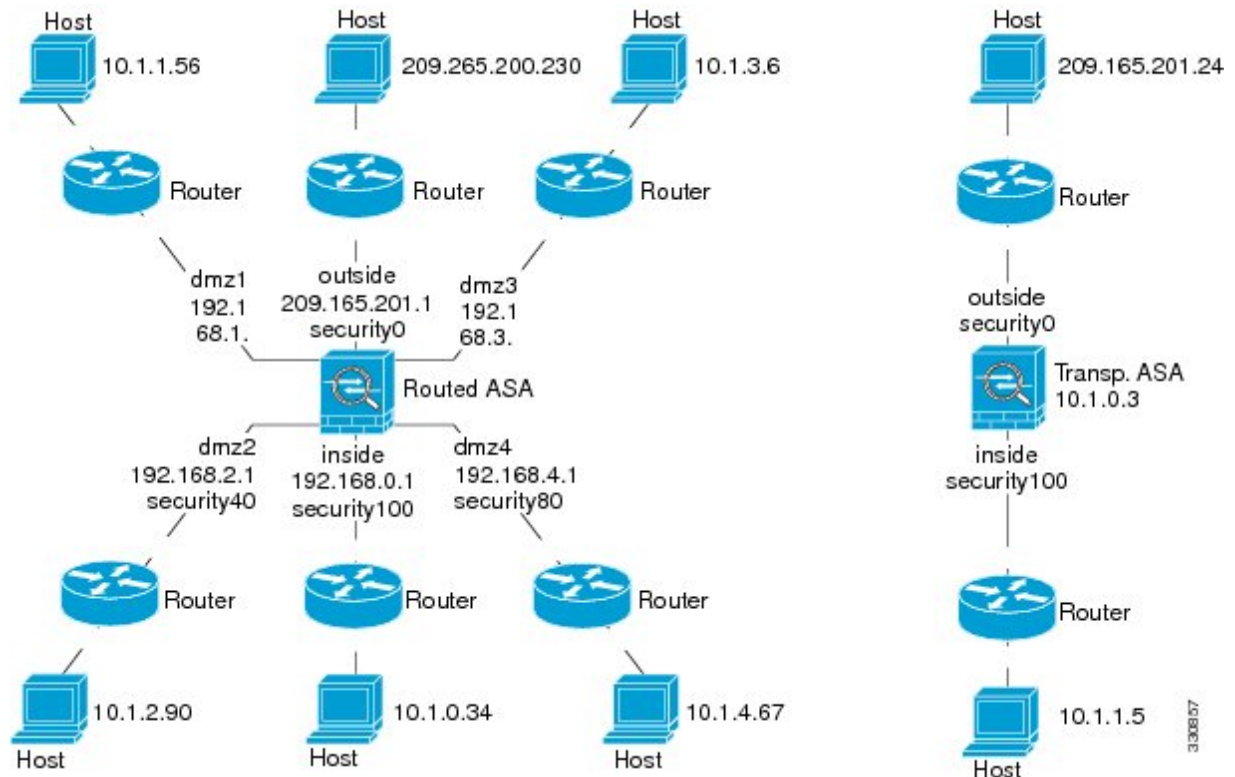 Host
10.1.1.56
Host
209.265.200.230
Host
10.1.3.6
Host
209.165.201.24
Router
Router
Router
Router
dmz1
192.1
68.1.
outside
209.165.201.1
security0
dmz3
192.1
68.3.
outside
security0
Routed ASA
Transp. ASA
10.1.0.3
dmz2
192.168.2.1
security40
inside
192.168.0.1
security100
dmz4
192.168.4.1
security80
inside
security100
Router
Router
Router
Router
10.1.2.90
Host
10.1.0.34
Host
10.1.4.67
Host
10.1.1.5
Host
330857